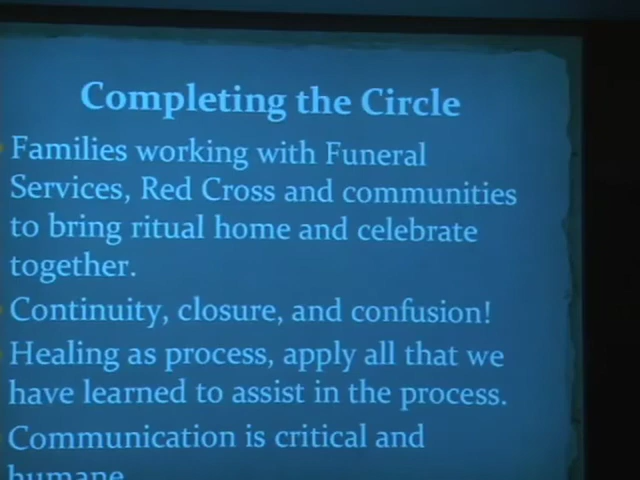 Completing the Circle
Families working with Funeral
Services, Red Cross and communities
to bring ritual home and celebrate
together.
Continuity, closure, and confusion!
Healing as process, apply all that we
have learned to assist in the process.
Communication is critical and
humane